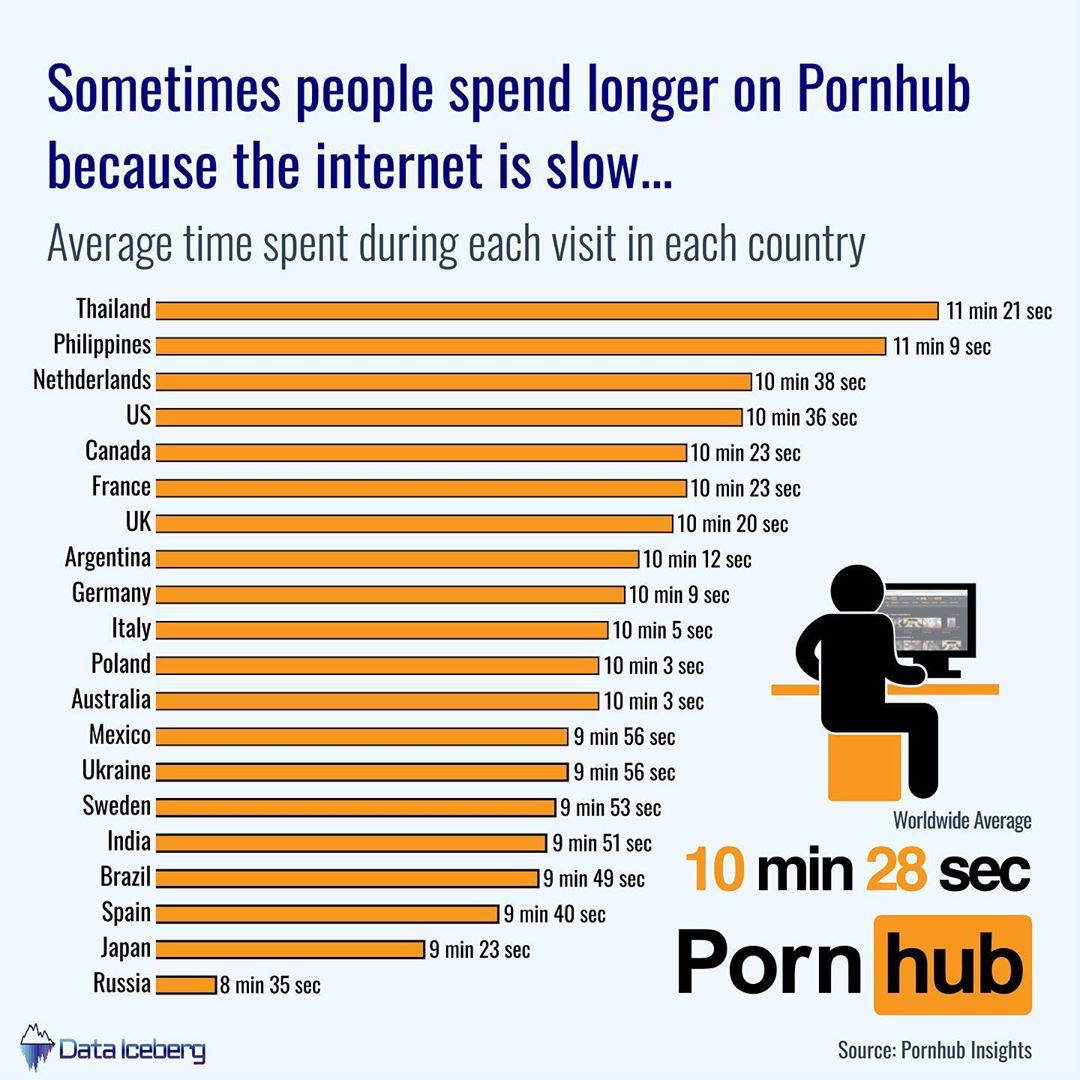 Sometimes people spend longer on Pornhub
because the internet is slow...
Average time spent during each visit in each country
Thailand 11 min 21 sec
Philippines 11 min 9 sec
Nethderlands 10 min 38 sec
US 10 min 36 sec
Canada 10 min 23 sec
France 10 min 23 sec
UK 10 min 20 sec
Argentina 10 min 12 sec
Germany 10 min 9 sec
Italy 10 min 5 sec
Poland 10 min 3 sec
Australia 10 min 3 sec
Mexico 9 min 56 sec
Ukraine 9 min 56 sec
Sweden 9 min 53 sec
India 9 min 51 sec
Brazil 9 min 49 sec
Spain 9 min 40 sec
Japan 9 min 23 sec
Russia 8 min 35 sec
Worldwide Average
10 min 28 sec
Porn hub
Data Iceberg
Source: Pornhub Insights